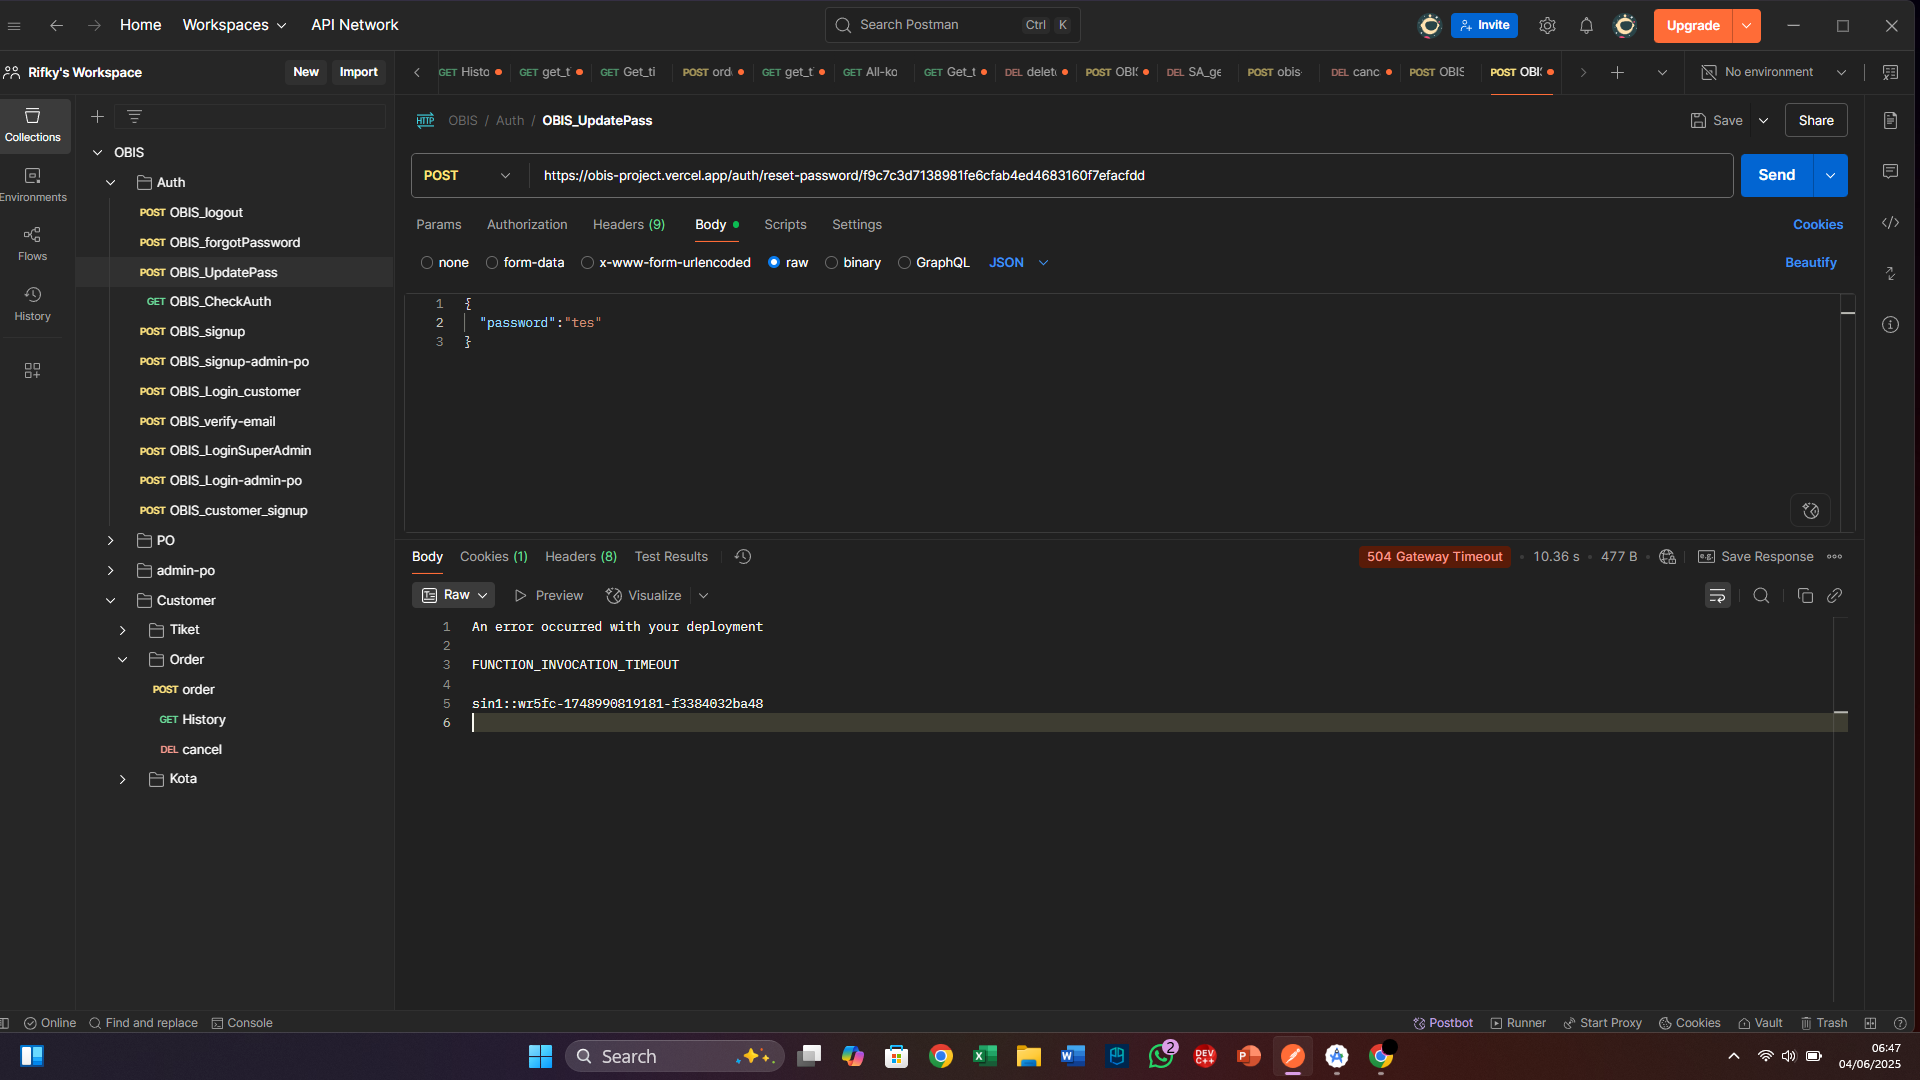 Home Workspaces API Network Search Postman Ctrl K Invite Upgrade
Rifky's Workspace New Import GET Histo GET get_t GET Get_ti POST ord GET get_t GET All-ko GET Get_t DEL delet POST OBI DEL SA_ge POST obis DEL canc POST OBIS POST OBI No environment
Collections
Environments
Flows
History
OBIS
Auth
POST OBIS_logout
POST OBIS_forgotPassword
POST OBIS_UpdatePass
GET OBIS_CheckAuth
POST OBIS_signup
POST OBIS_signup-admin-po
POST OBIS_Login_customer
POST OBIS_verify-email
POST OBIS_LoginSuperAdmin
POST OBIS_Login-admin-po
POST OBIS_customer_signup
PO
admin-po
Customer
Tiket
Order
POST order
GET History
DEL cancel
Kota
HTTP OBIS / Auth / OBIS_UpdatePass Save Share
POST https://obis-project.vercel.app/auth/reset-password/f9c7c3d7138981fe6cfab4ed4683160f7efacfdd Send
Params Authorization Headers (9) Body Scripts Settings Cookies
none form-data x-www-form-urlencoded raw binary GraphQL JSON Beautify
1 {
2 "password":"tes"
3 }
Body Cookies (1) Headers (8) Test Results 504 Gateway Timeout 10.36 s 477 B Save Response
Raw Preview Visualize
1 An error occurred with your deployment
2
3 FUNCTION_INVOCATION_TIMEOUT
4
5 sin1::wr5fc-1748990819181-f3384032ba48
6
Online Find and replace Console Postbot Runner Start Proxy Cookies Vault Trash
Search 2 DEV C++ 06:47
04/06/2025